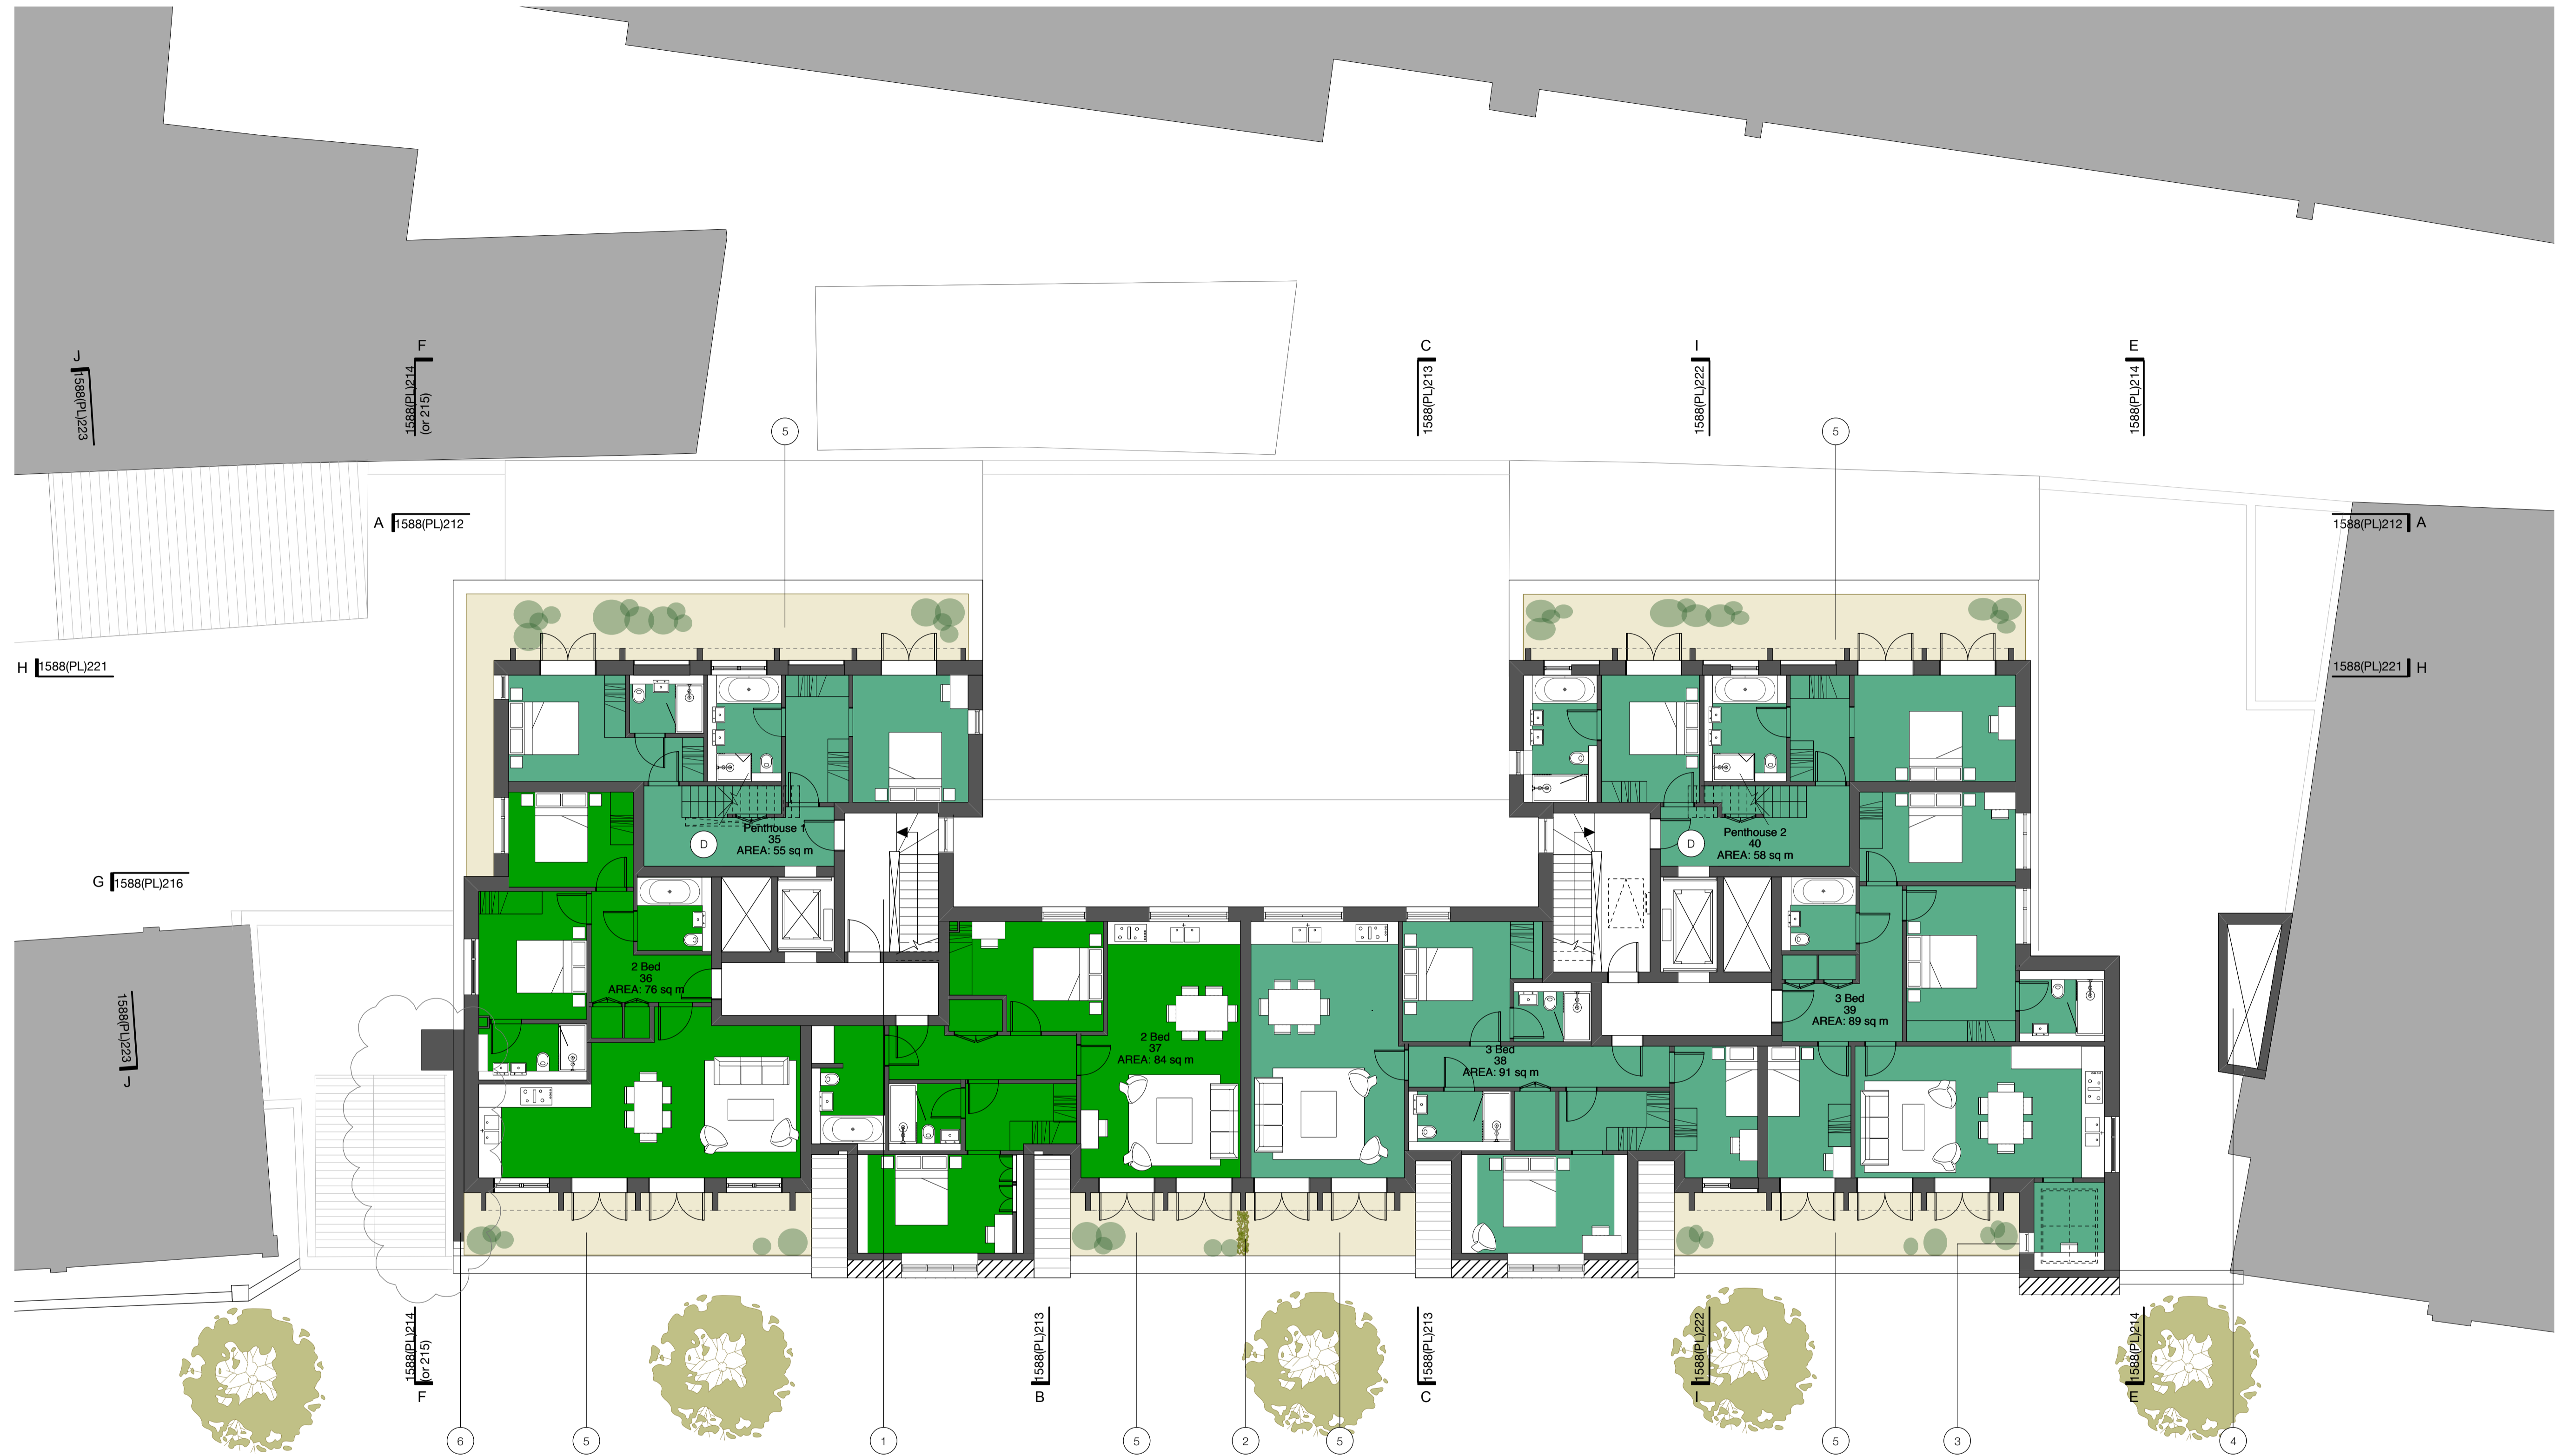 J
1588(PL)223
F
1588(PL)214
(or 215)
C
1588(PL)213
I
1588(PL)222
E
1588(PL)214
5
5
A
1588(PL)212
1588(PL)212
A
H
1588(PL)221
1588(PL)221
H
Penthouse 1
35
AREA: 55 sq m
D
Penthouse 2
40
AREA: 58 sq m
D
G
1588(PL)216
2 Bed
36
AREA: 76 sq m
2 Bed
37
AREA: 84 sq m
3 Bed
38
AREA: 91 sq m
3 Bed
39
AREA: 89 sq m
1588(PL)223
J
1588(PL)214
(or 215)
F
1588(PL)213
B
1588(PL)213
C
1588(PL)222
I
1588(PL)214
E
6
5
1
5
2
5
5
3
4